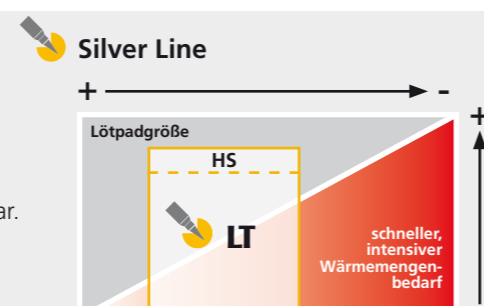 Silver Line
+ -
+
Lötpadgröße
HS
ar.
LT
schneller,
intensiver
Wärmemengen-
bedarf